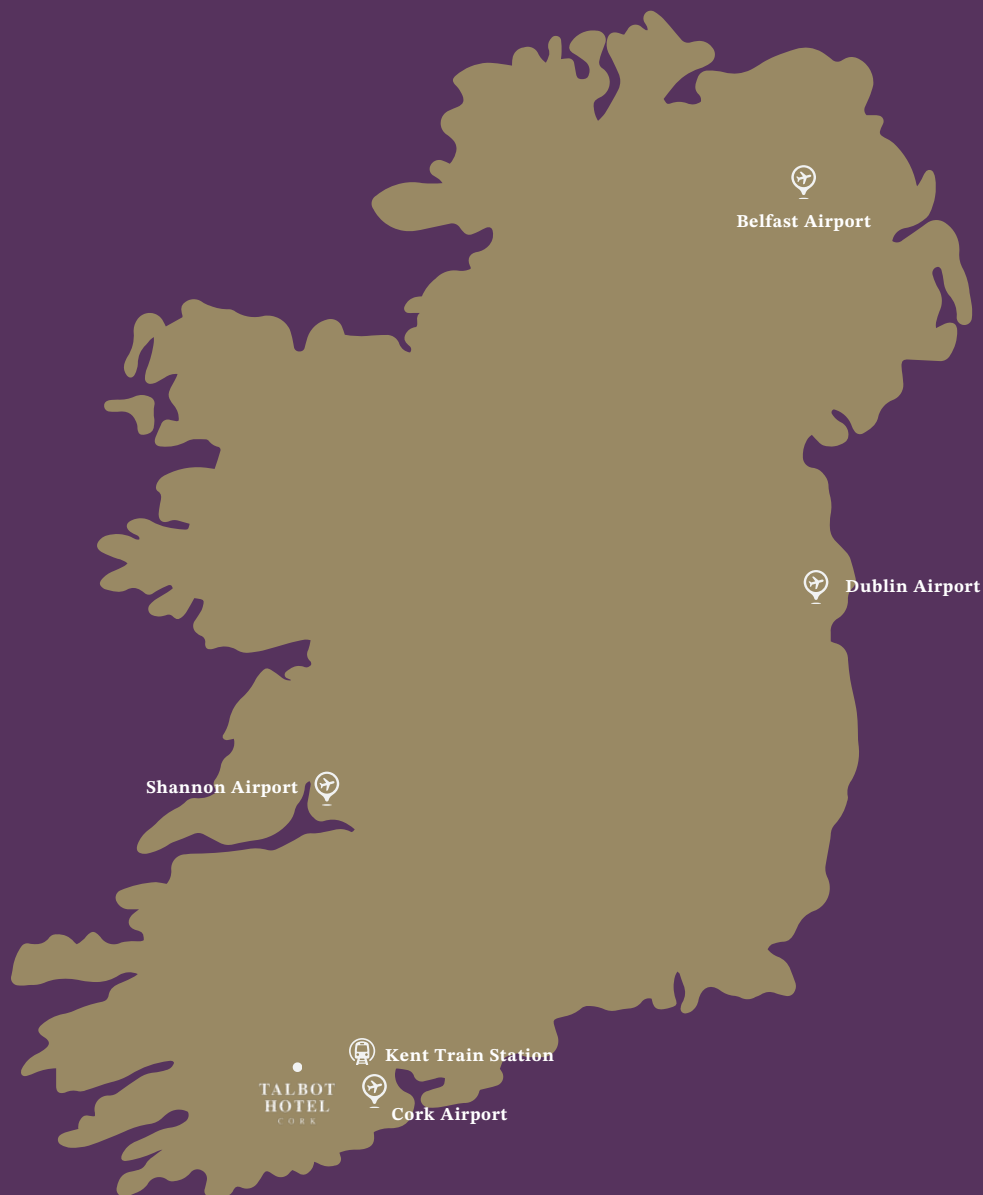 Belfast Airport
Dublin Airport
Shannon Airport
Kent Train Station
TALBOT
HOTEL
CORK
Cork Airport